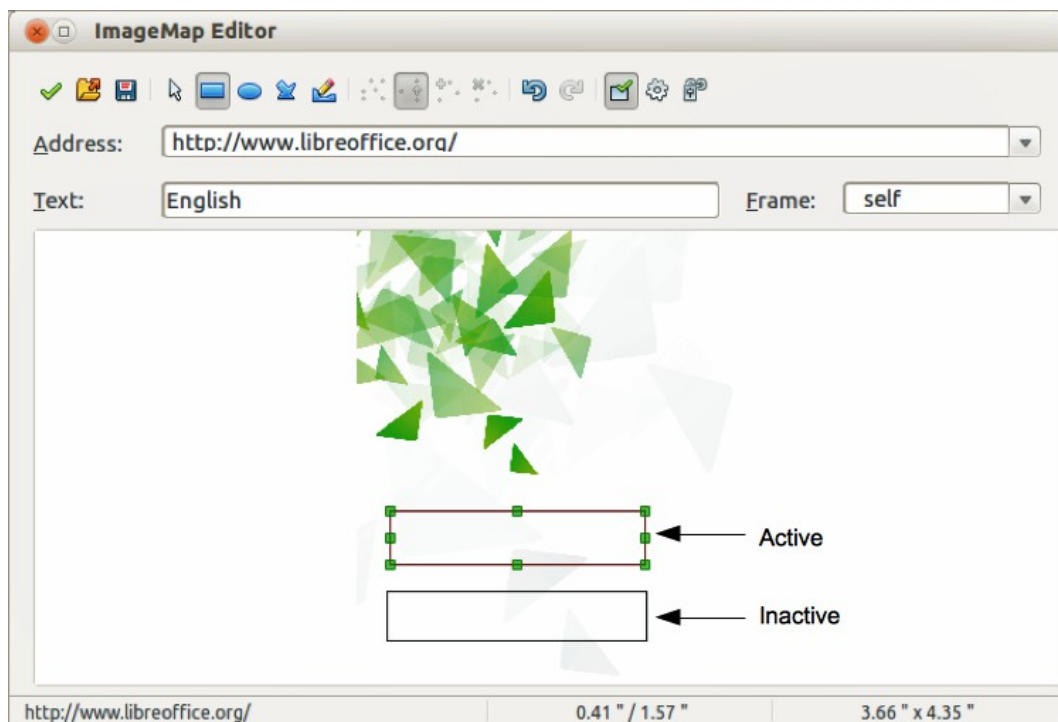 ImageMap Editor
Address: http://www.libreoffice.org/
Text: English Frame: self
Active
Inactive
http://www.libreoffice.org/ 0.41 " / 1.57 " 3.66 " x 4.35 "